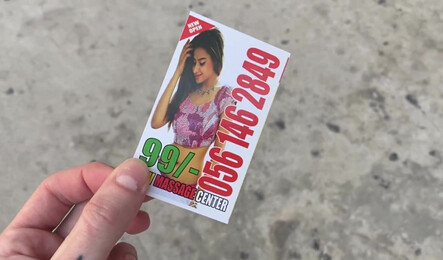 NEW
OPEN
056 146 2849
99/-
MASSAGE
CENTER